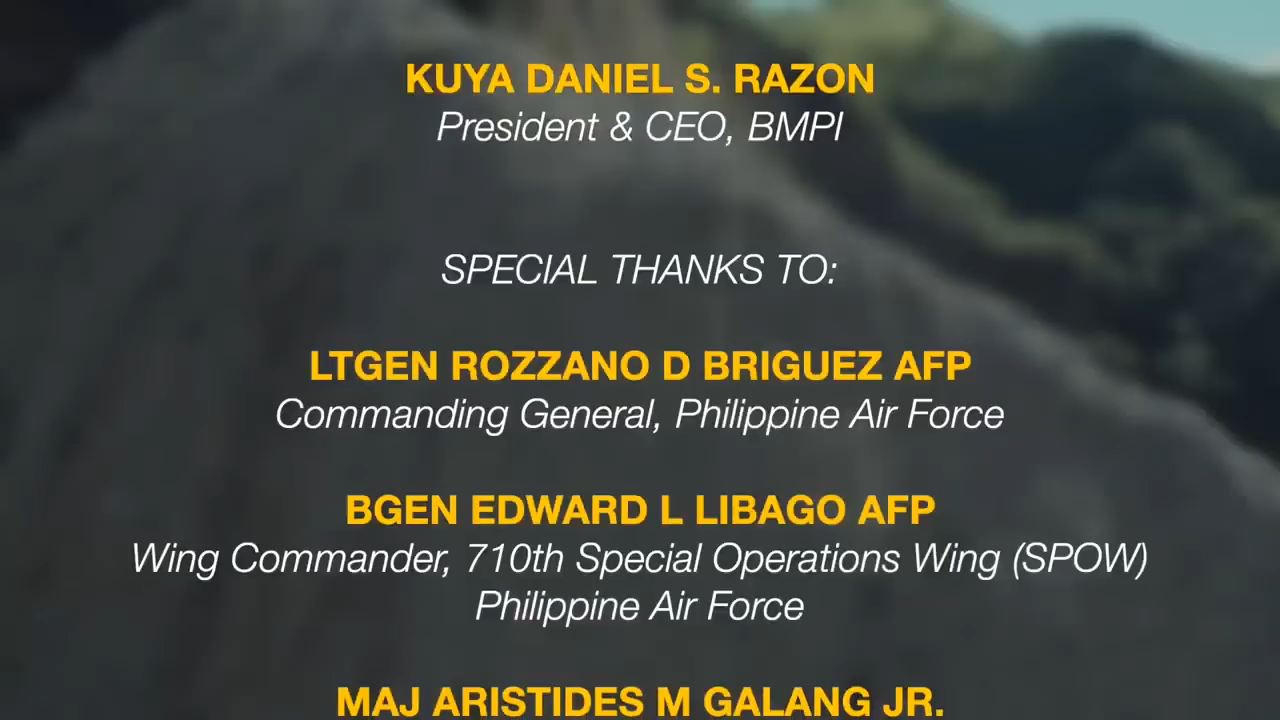 KUYA DANIEL S. RAZON
President & CEO, BMPI
SPECIAL THANKS TO:
LTGEN ROZZANO D BRIGUEZ AFP
Commanding General, Philippine Air Force
BGEN EDWARD L LIBAGO AFP
Wing Commander, 710th Special Operations Wing (SPOW)
Philippine Air Force
MAJ ARISTIDES M GALANG JR.